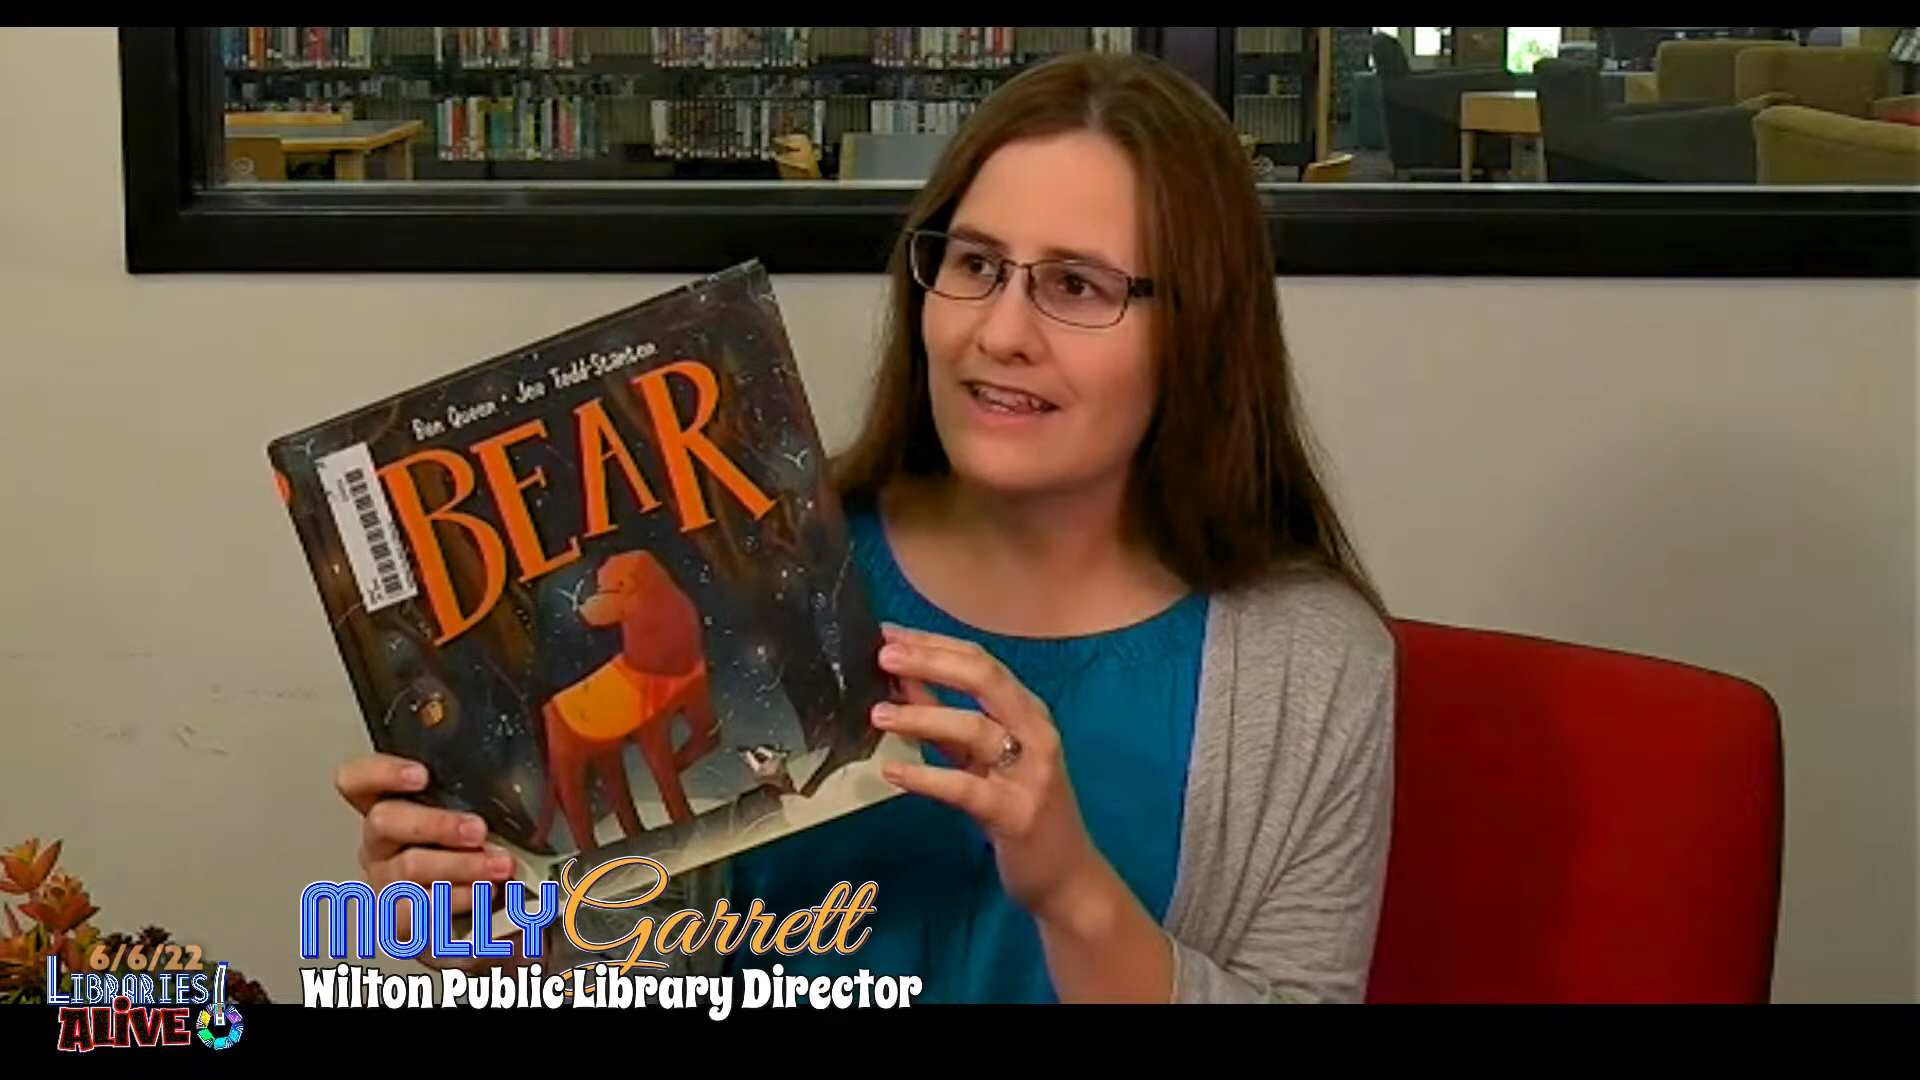 Ben Queen • Joe Todd-Stanton
BEAR
MOLLY Garrett
Wilton Public Library Director
6/6/22
LIBRARIES
ALIVE